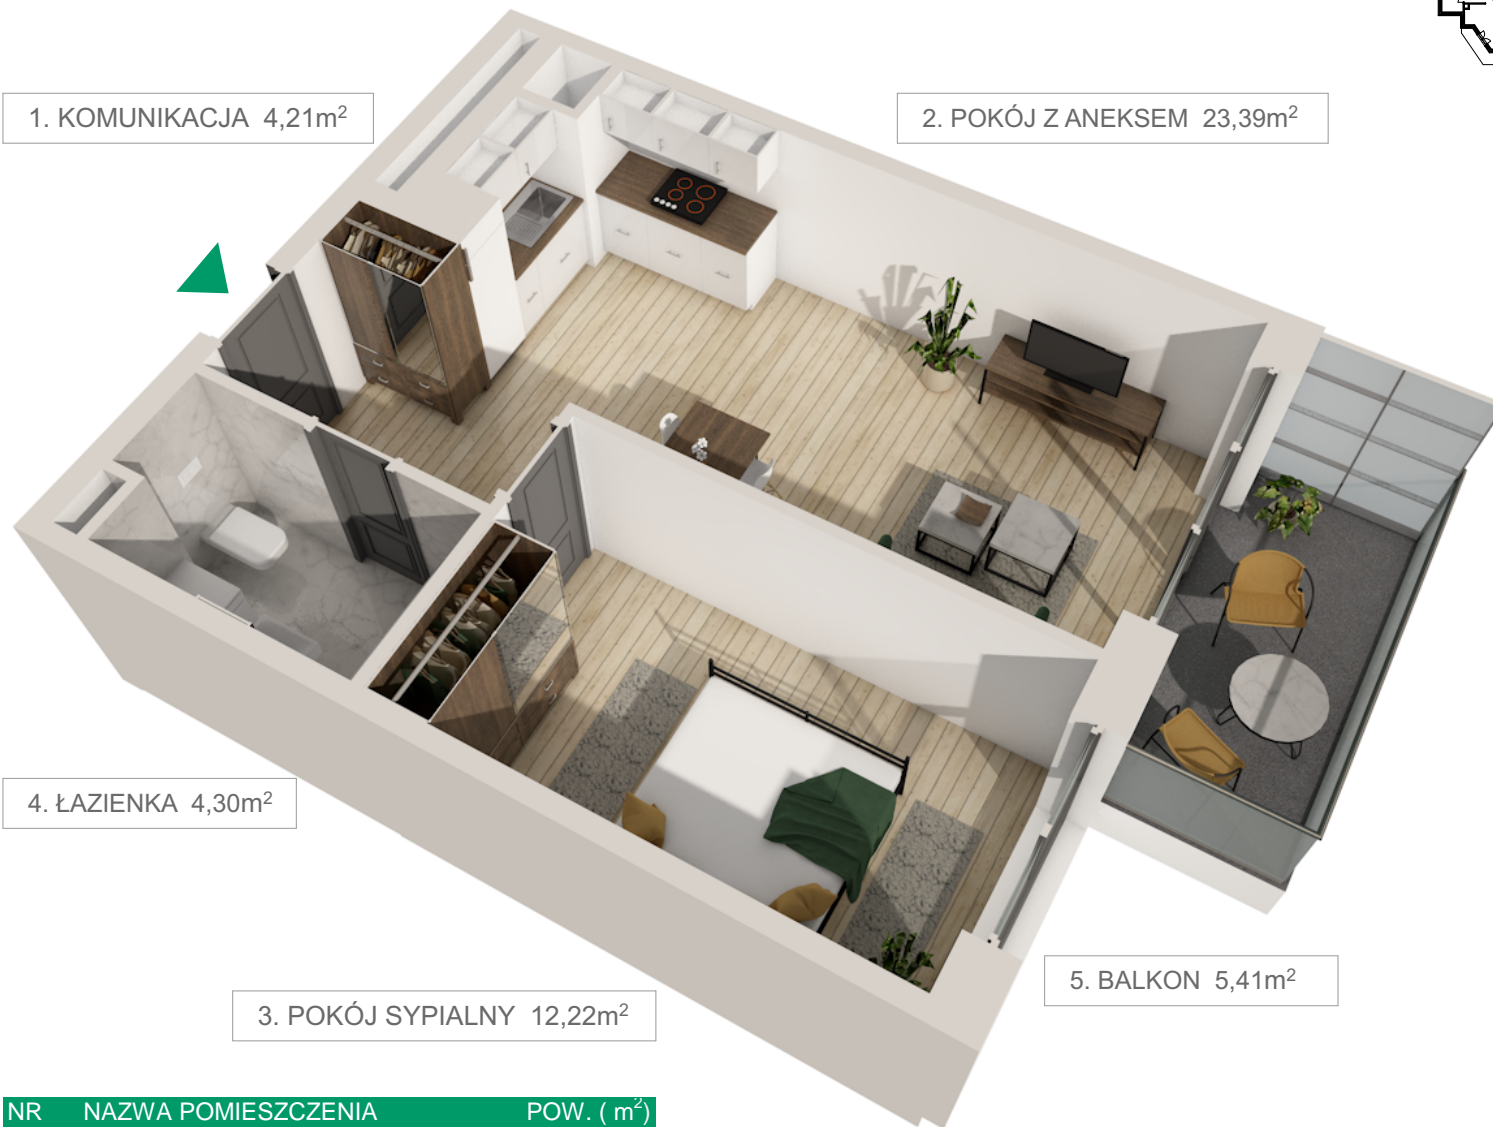 1. KOMUNIKACJA 4,21m²
2. POKÓJ Z ANEKSEM 23,39m²
4. ŁAZIENKA 4,30m²
5. BALKON 5,41m²
3. POKÓJ SYPIALNY 12,22m²
NR NAZWA POMIESZCZENIA POW. ( m²)